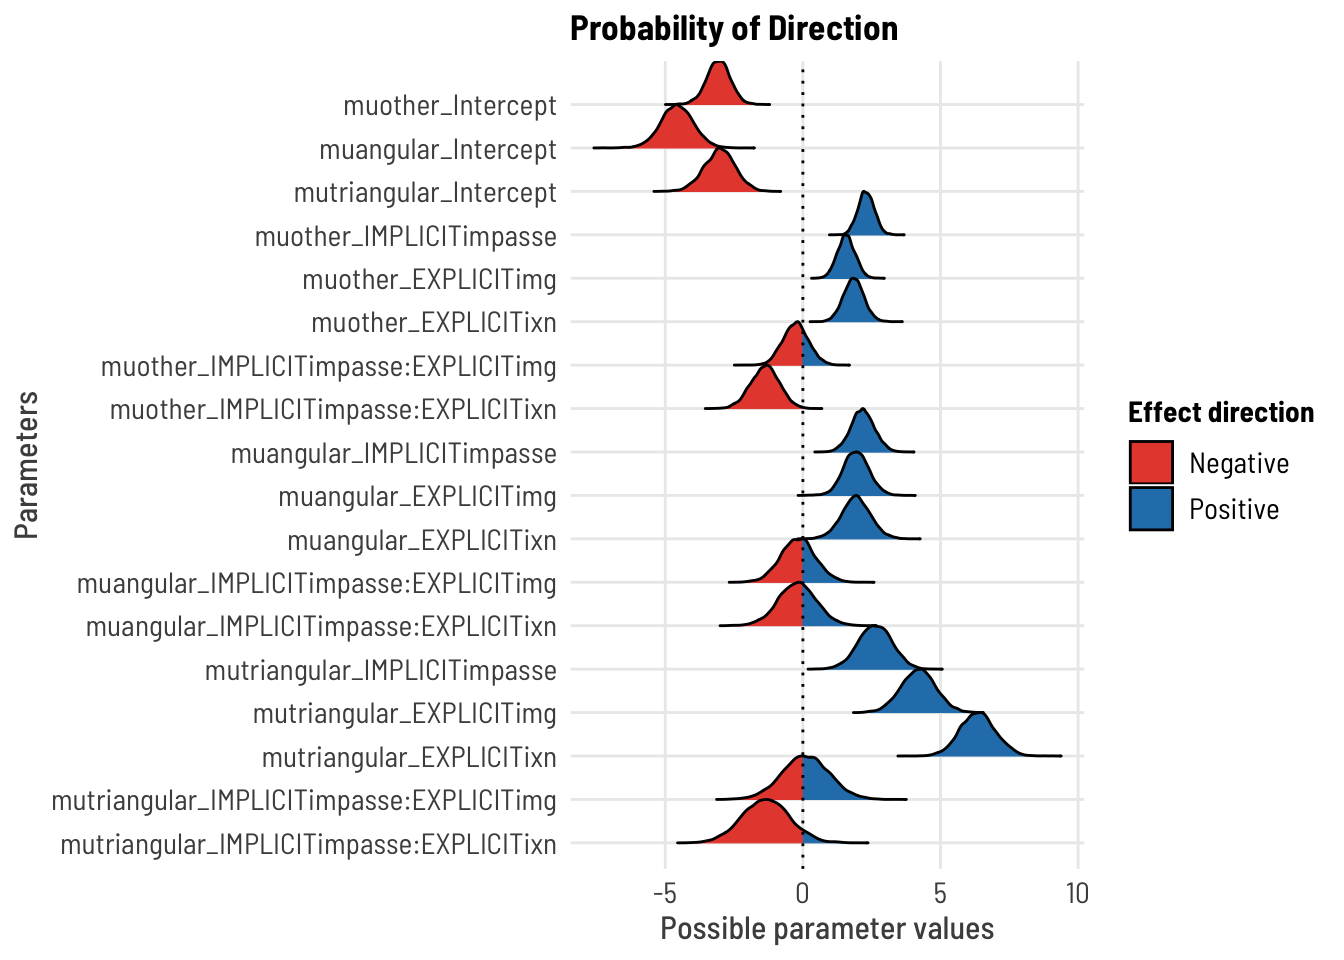 Probability of Direction
muother_Intercept
muangular_Intercept
mutriangular_Intercept
muother_IMPLICITimpasse
muother_EXPLICITimg
muother_EXPLICITixn
muother_IMPLICITimpasse:EXPLICITimg
muother_IMPLICITimpasse:EXPLICITixn
muangular_IMPLICITimpasse
muangular_EXPLICITimg
muangular_EXPLICITixn
muangular_IMPLICITimpasse:EXPLICITimg
muangular_IMPLICITimpasse:EXPLICITixn
mutriangular_IMPLICITimpasse
mutriangular_EXPLICITimg
mutriangular_EXPLICITixn
mutriangular_IMPLICITimpasse:EXPLICITimg
mutriangular_IMPLICITimpasse:EXPLICITixn
Parameters
-5 0 5 10
Possible parameter values
Effect direction
Negative
Positive